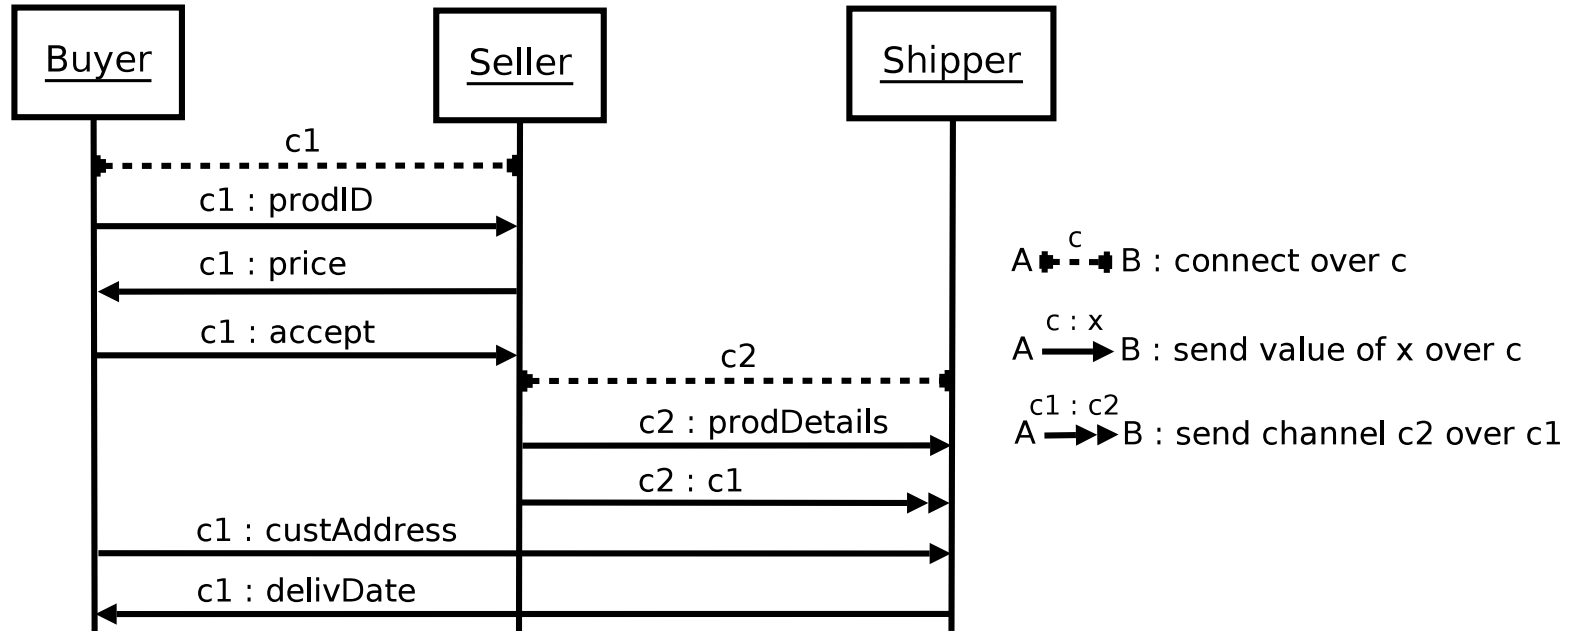 Buyer
Seller
Shipper
c1
c1 : prodID
c1 : price
c1 : accept
c2
c2 : prodDetails
c2 : c1
c1 : custAddress
c1 : delivDate
c
A B : connect over c
c : x
A B : send value of x over c
c1 : c2
A B : send channel c2 over c1